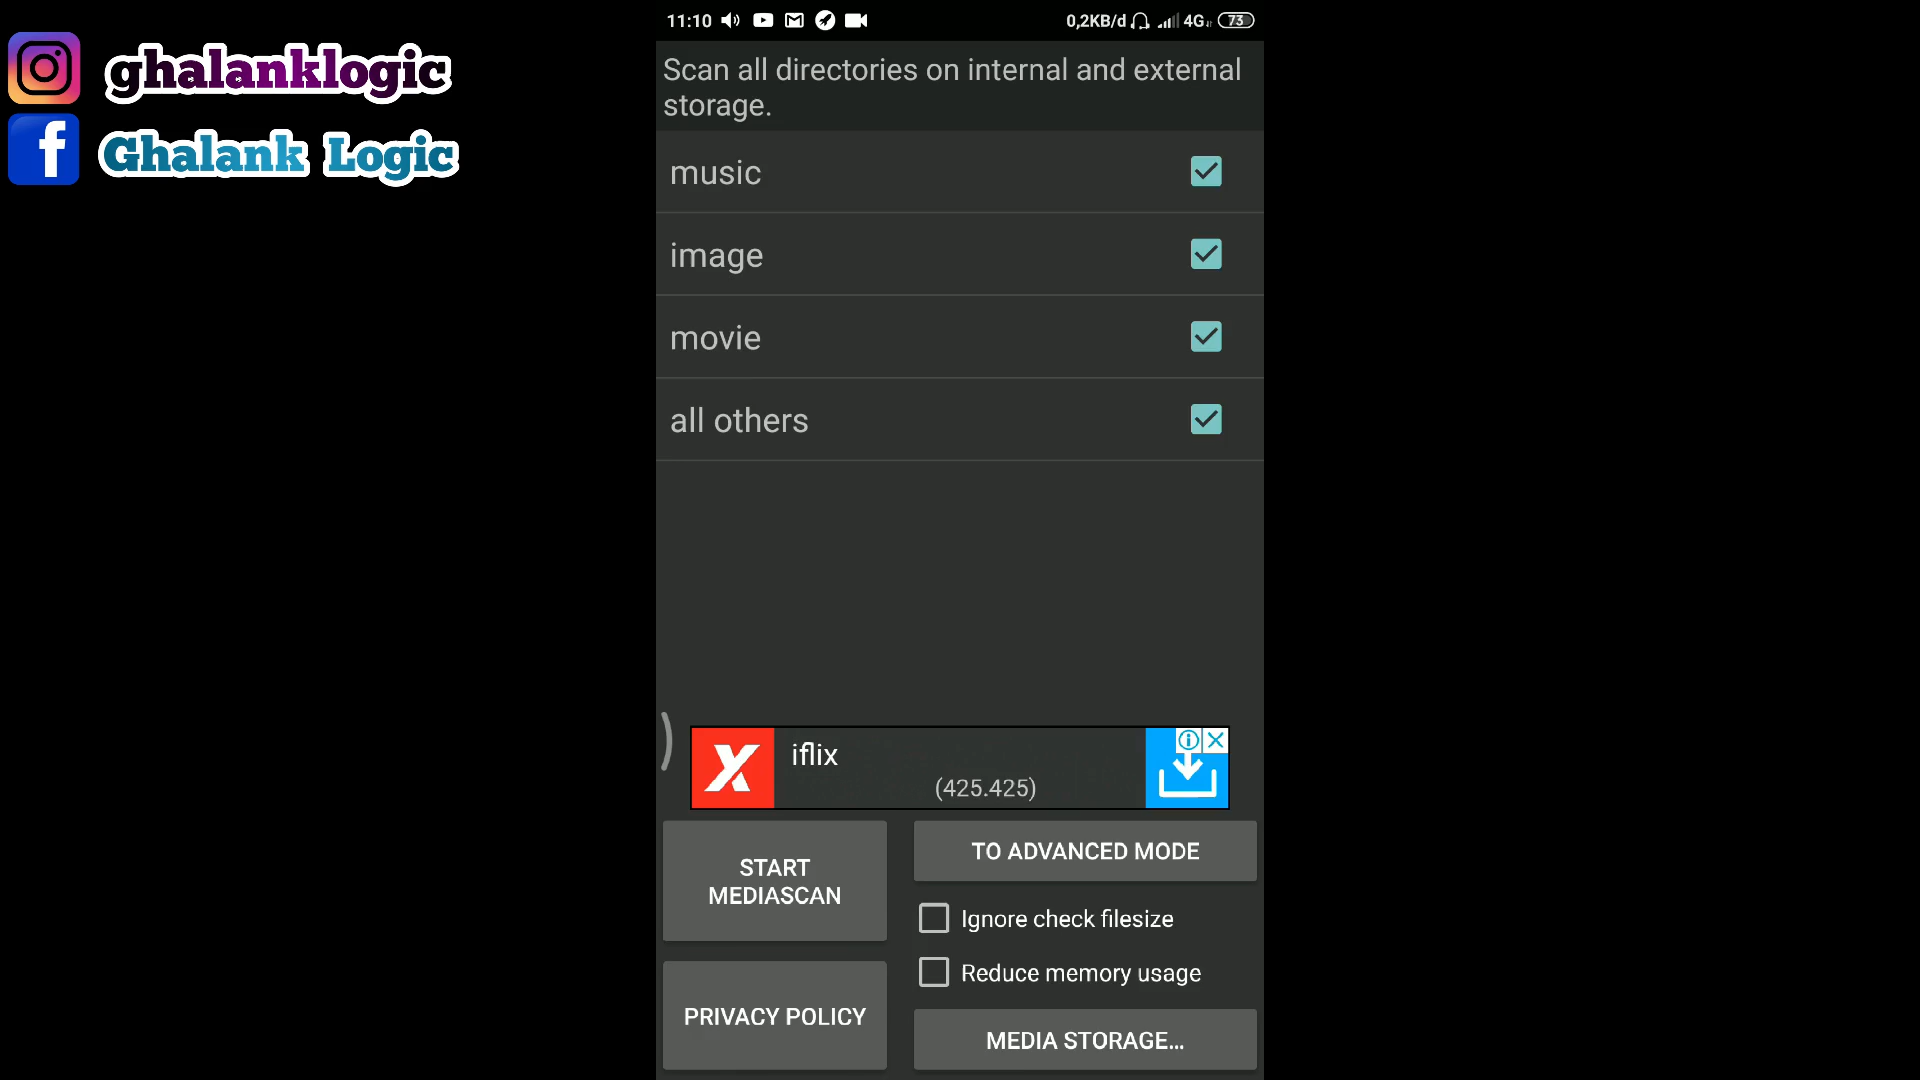 ghalanklogic
Ghalank Logic
11:10
0,2KB/d
4G
73
Scan all directories on internal and external
storage.
music
image
movie
all others
iflix
(425.425)
START
MEDIASCAN
TO ADVANCED MODE
Ignore check filesize
Reduce memory usage
PRIVACY POLICY
MEDIA STORAGE...